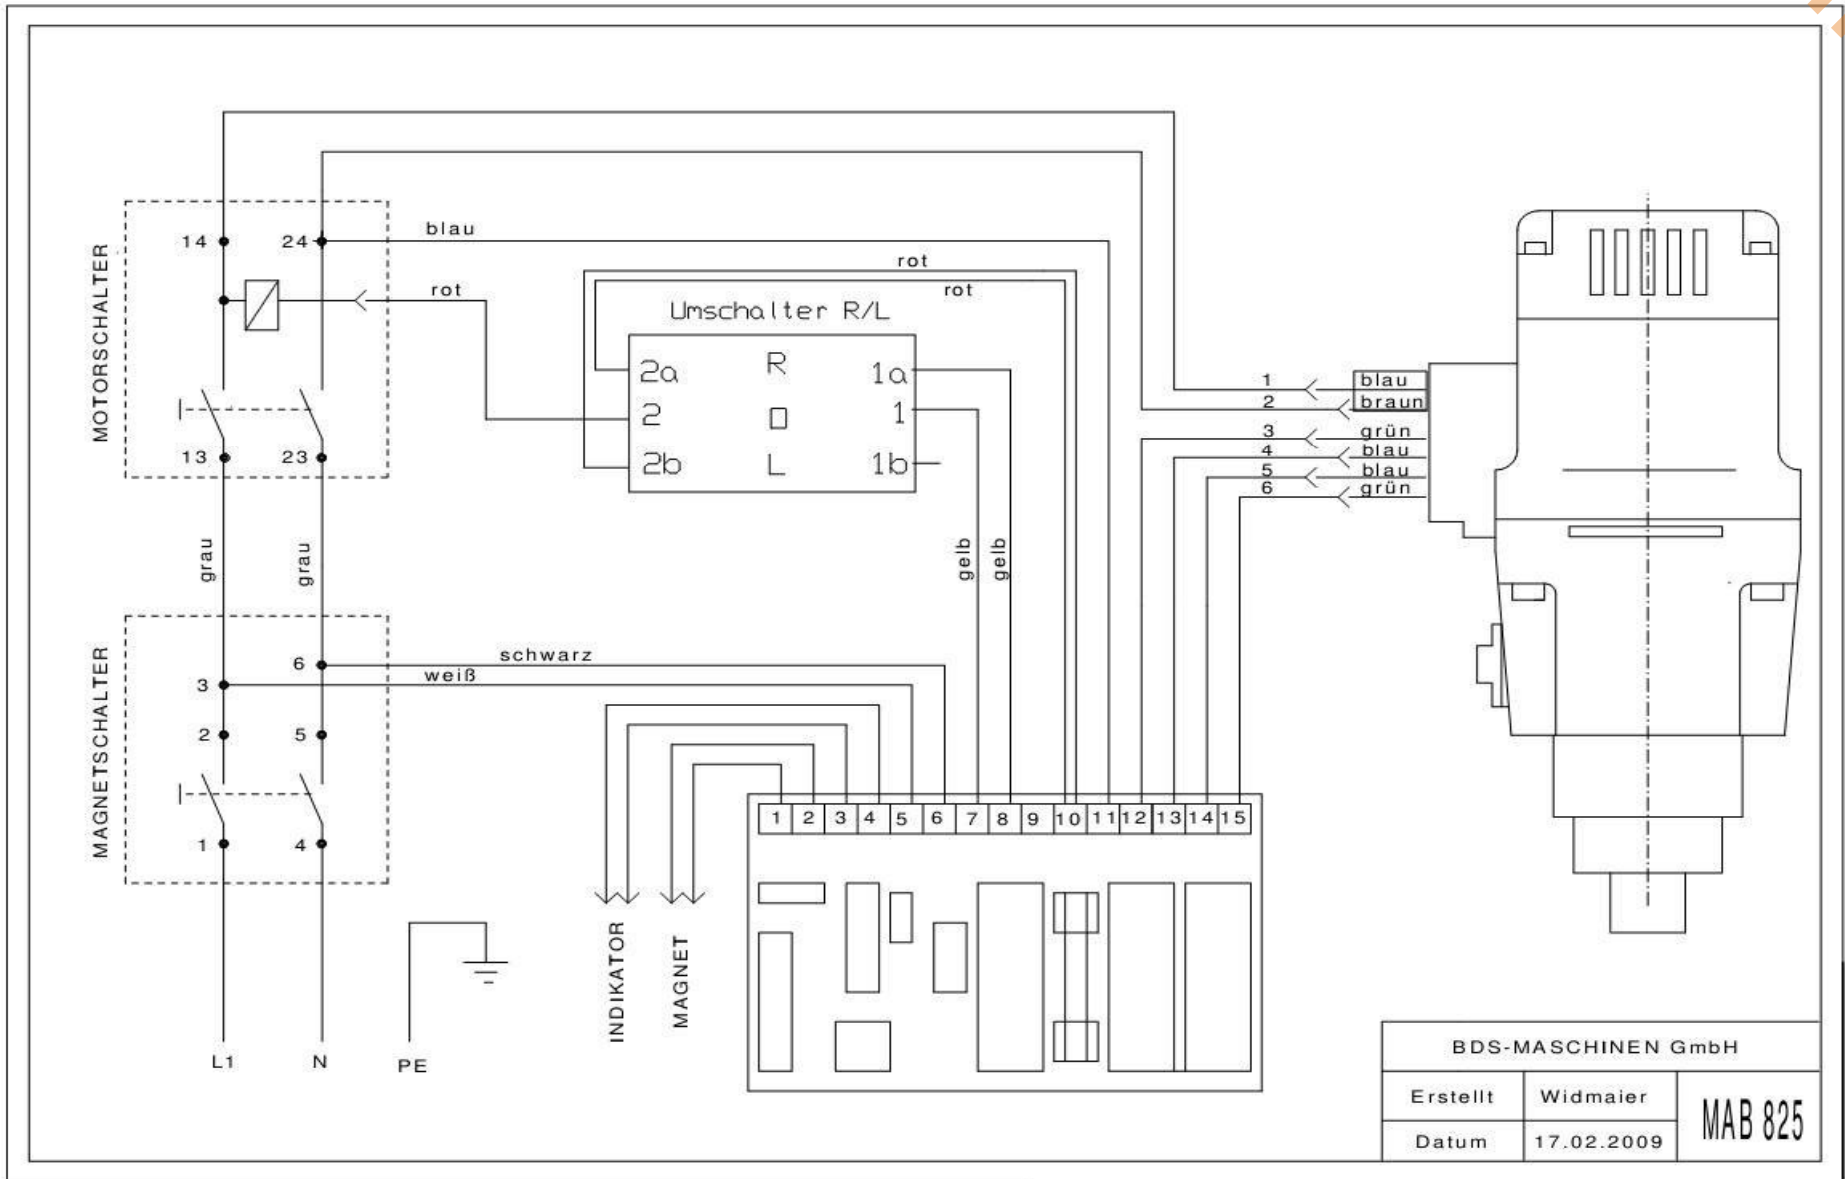 blau
rot
rot
rot
MOTORSCHALTER
14
24
13
23
Umschalter R/L
2a R 1a
2 0 1
2b L 1b
1 blau
2 braun
3 grün
4 blau
5 blau
6 grün
grau
grau
gelb
gelb
MAGNETSCHALTER
schwarz
weiß
6
3
2
5
1
4
1 2 3 4 5 6 7 8 9 10 11 12 13 14 15
INDIKATOR
MAGNET
L1
N
PE
BDS-MASCHINEN GmbH
Erstellt Widmaier
Datum 17.02.2009
MAB 825